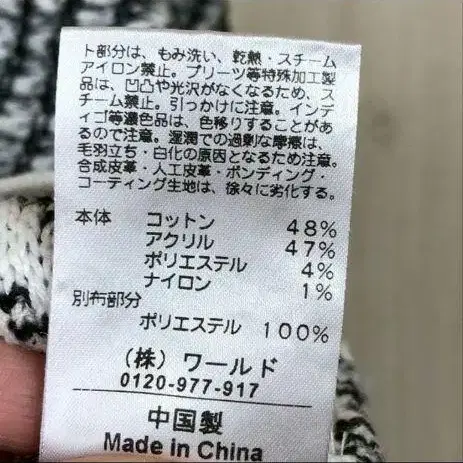 ト部分は、もみ洗い、乾熱・スチーム
アイロン禁止。プリーツ等特殊加工製
品は、凹凸や光沢がなくなるため、ス
チーム禁止。引っかけに注意。インデ
ィゴ等濃色品は、色移りすることがあ
るので注意。湿潤での過剰な摩擦は、
毛羽立ち・白化の原因となるため注意。
合成皮革・人工皮革・ボンディング・
コーティング生地は、徐々に劣化する。
本体 コットン 48%
アクリル 47%
ポリエステル 4%
ナイロン 1%
別布部分
ポリエステル 100%
（株）ワールド
0120-977-917
中国製
Made in China